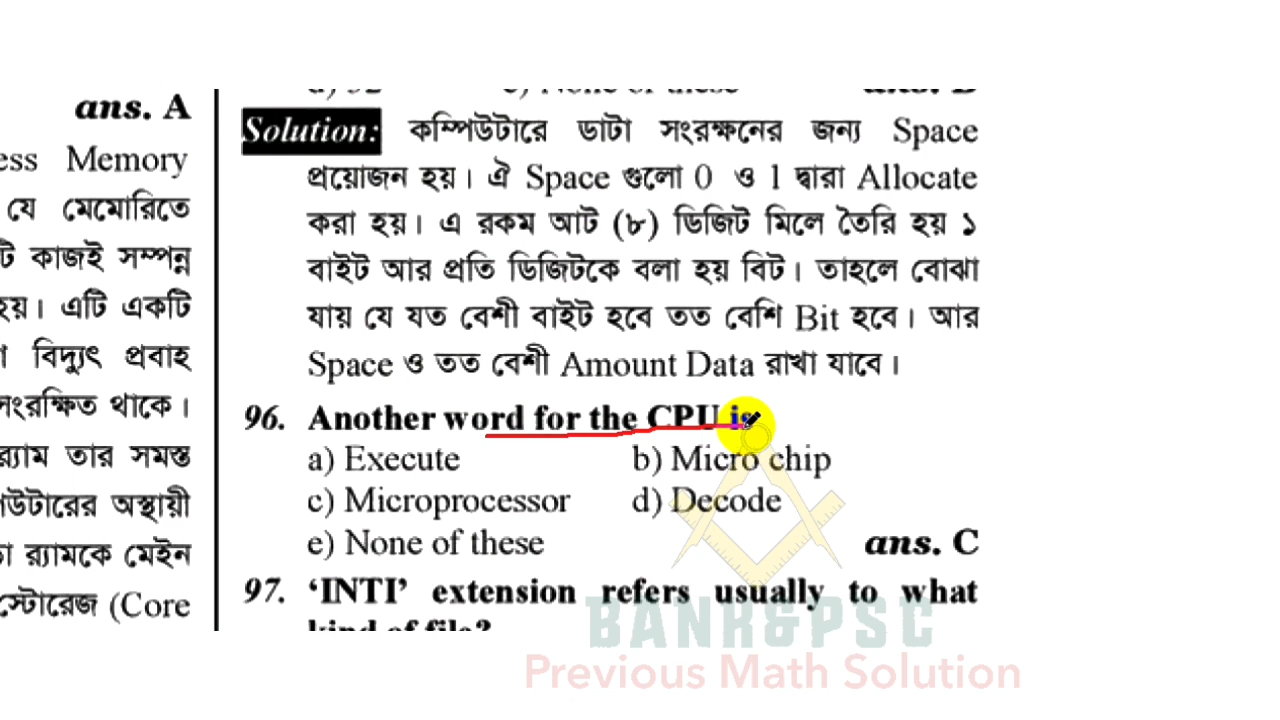 ans. A
ess Memory
যে মেমোরিতে
টি কাজই সম্পন্ন
হয়। এটি একটি
বিদ্যুৎ প্রবাহ
সংরক্ষিত থাকে।
র‍্যাম তার সমস্ত
পউটারের অস্থায়ী
র‍্যামকে মেইন
স্টোরেজ (Core
Solution: কম্পিউটারে ডাটা সংরক্ষনের জন্য Space
প্রয়োজন হয়। ঐ Space গুলো 0 ও 1 দ্বারা Allocate
করা হয়। এ রকম আট (৮) ডিজিট মিলে তৈরি হয় ১
বাইট আর প্রতি ডিজিটকে বলা হয় বিট। তাহলে বোঝা
যায় যে যত বেশী বাইট হবে তত বেশি Bit হবে। আর
Space ও তত বেশী Amount Data রাখা যাবে।
96. Another word for the CPU is
a) Execute b) Micro chip
c) Microprocessor d) Decode
e) None of these ans. C
97. ‘INTI’ extension refers usually to what
kind of file?
BANK&PSC
Previous Math Solution